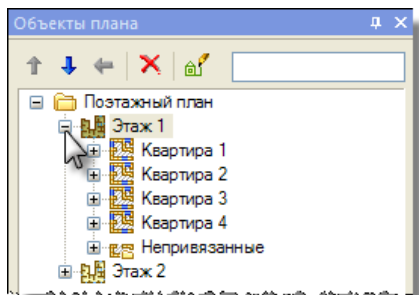 Объекты плана
Поэтажный план
Этаж 1
Квартира 1
Квартира 2
Квартира 3
Квартира 4
Непривязанные
Этаж 2